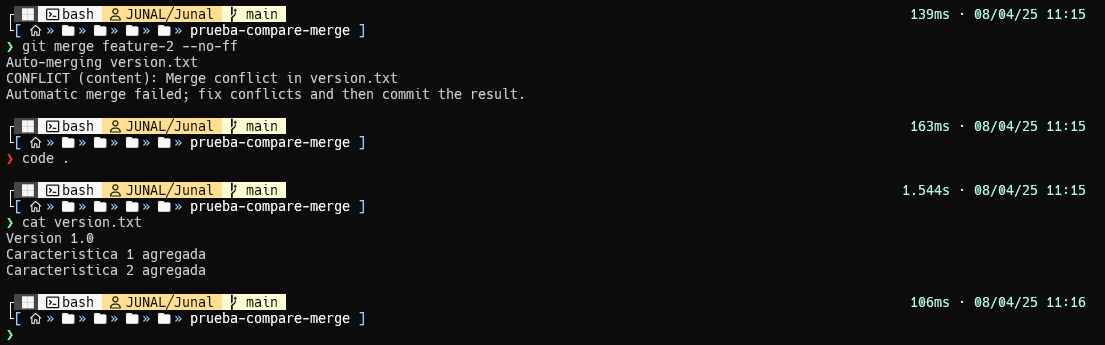 bash JUNAL/Junal main 139ms · 08/04/25 11:15
[ » » » » » prueba-compare-merge ]
❯ git merge feature-2 --no-ff
Auto-merging version.txt
CONFLICT (content): Merge conflict in version.txt
Automatic merge failed; fix conflicts and then commit the result.
bash JUNAL/Junal main 163ms · 08/04/25 11:15
[ » » » » » prueba-compare-merge ]
❯ code .
bash JUNAL/Junal main 1.544s · 08/04/25 11:15
[ » » » » » prueba-compare-merge ]
❯ cat version.txt
Version 1.0
Caracteristica 1 agregada
Caracteristica 2 agregada
bash JUNAL/Junal main 106ms · 08/04/25 11:16
[ » » » » » prueba-compare-merge ]
❯